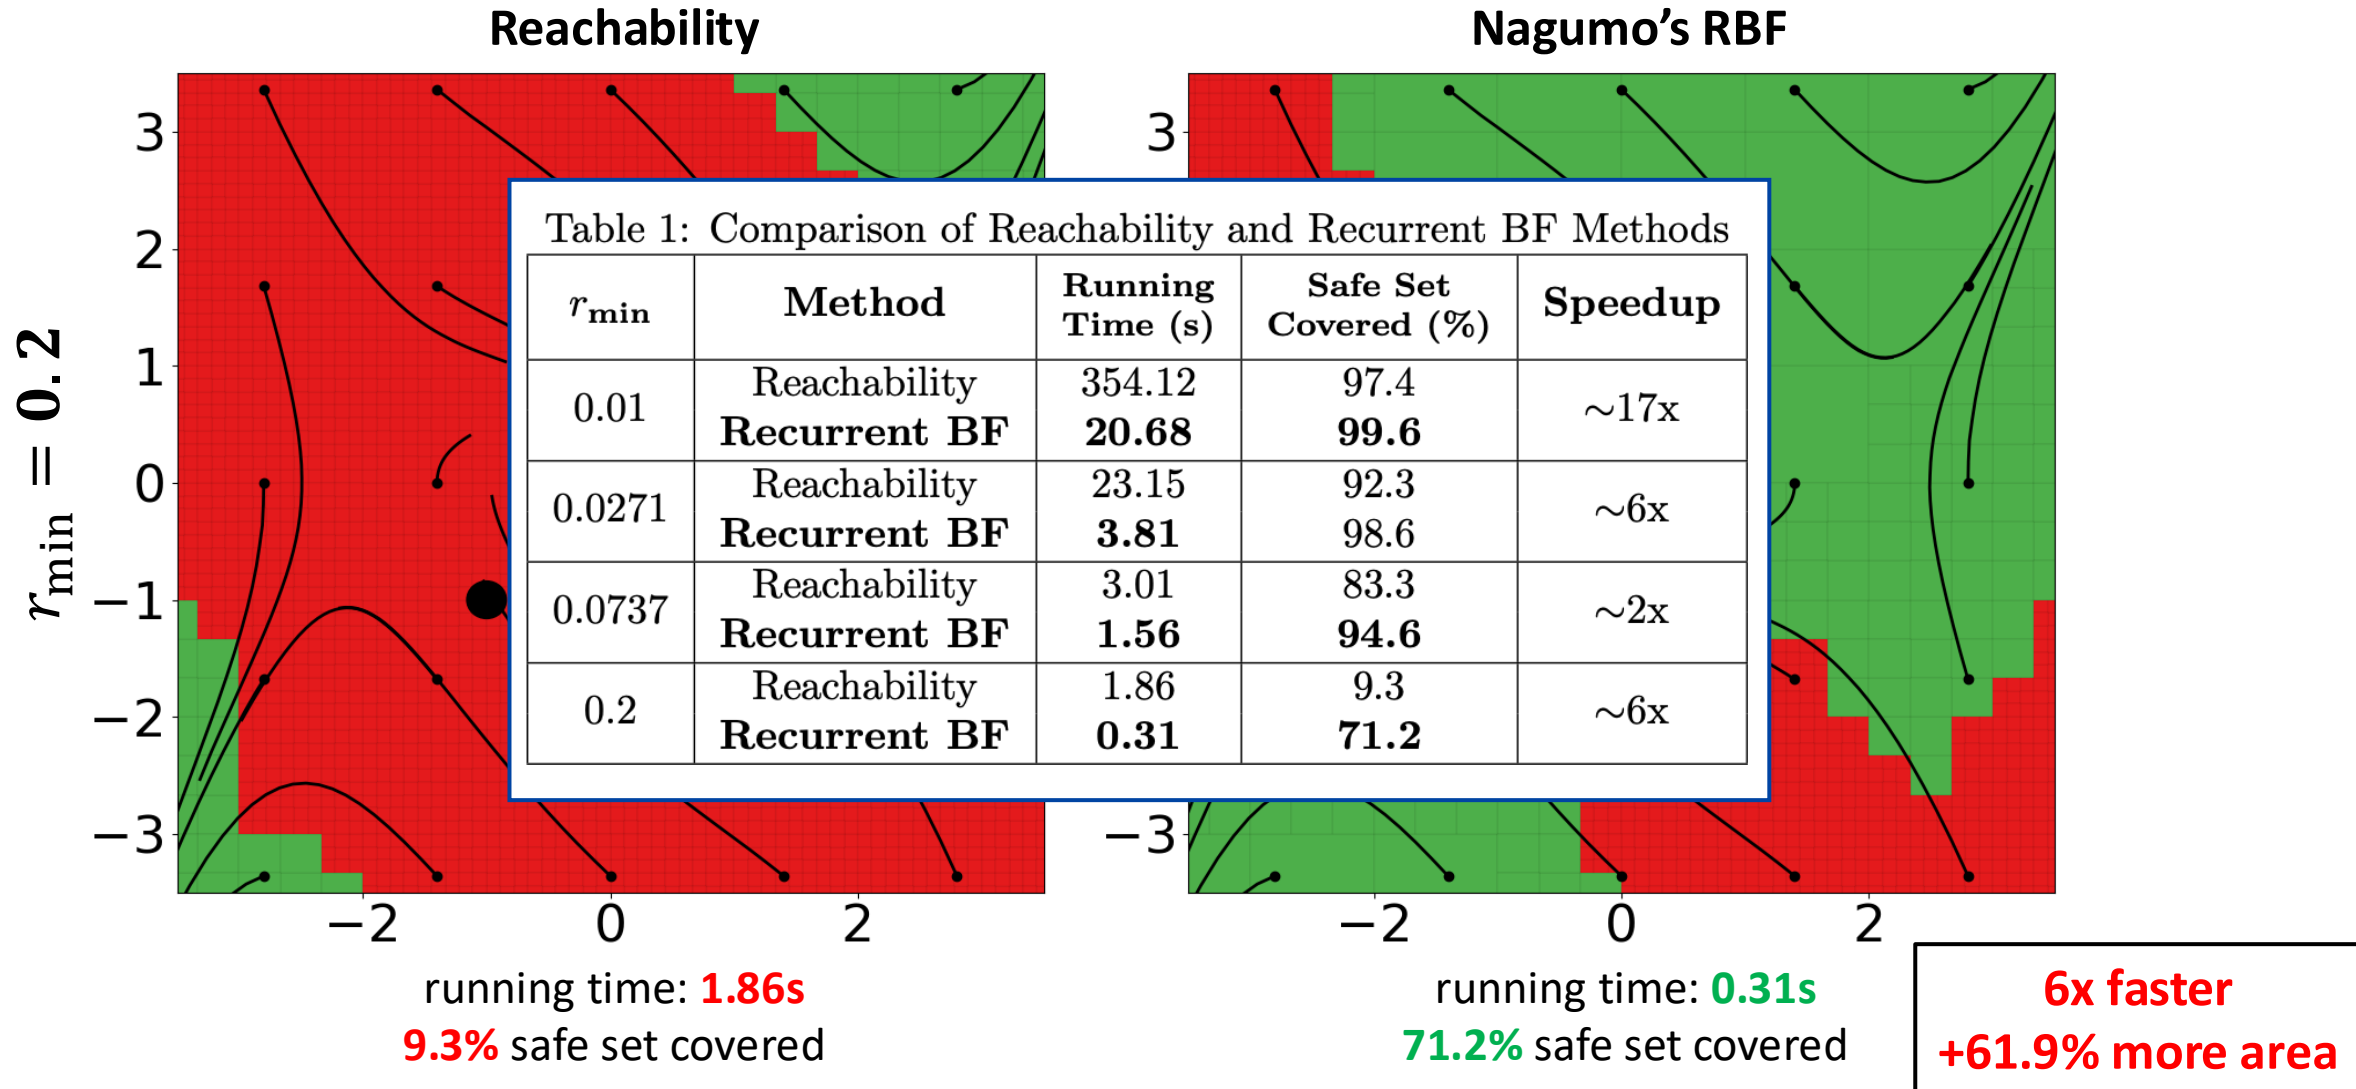 Reachability
Nagumo's RBF
r_min = 0.2
3
2
1
0
−1
−2
−3
−2 0 2
3
−3
−2 0 2
Table 1: Comparison of Reachability and Recurrent BF Methods
r_min Method Running Time (s) Safe Set Covered (%) Speedup
0.01 Reachability 354.12 97.4 ~17x
Recurrent BF 20.68 99.6
0.0271 Reachability 23.15 92.3 ~6x
Recurrent BF 3.81 98.6
0.0737 Reachability 3.01 83.3 ~2x
Recurrent BF 1.56 94.6
0.2 Reachability 1.86 9.3 ~6x
Recurrent BF 0.31 71.2
running time: 1.86s
9.3% safe set covered
running time: 0.31s
71.2% safe set covered
6x faster
+61.9% more area